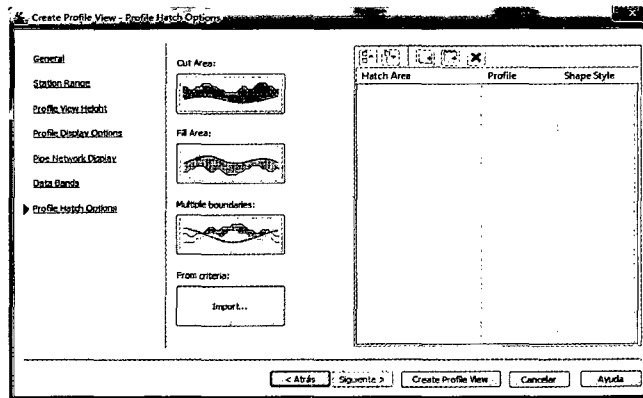 Create Profile View - Profile Hatch Options
General
Station Range
Profile View Height
Profile Display Options
Pipe Network Display
Data Bands
Profile Hatch Options
Cut Area:
Fill Area:
Multiple boundaries:
From criteria:
Import...
Hatch Area Profile Shape Style
< Atrás Siguiente > Create Profile View Cancelar Ayuda